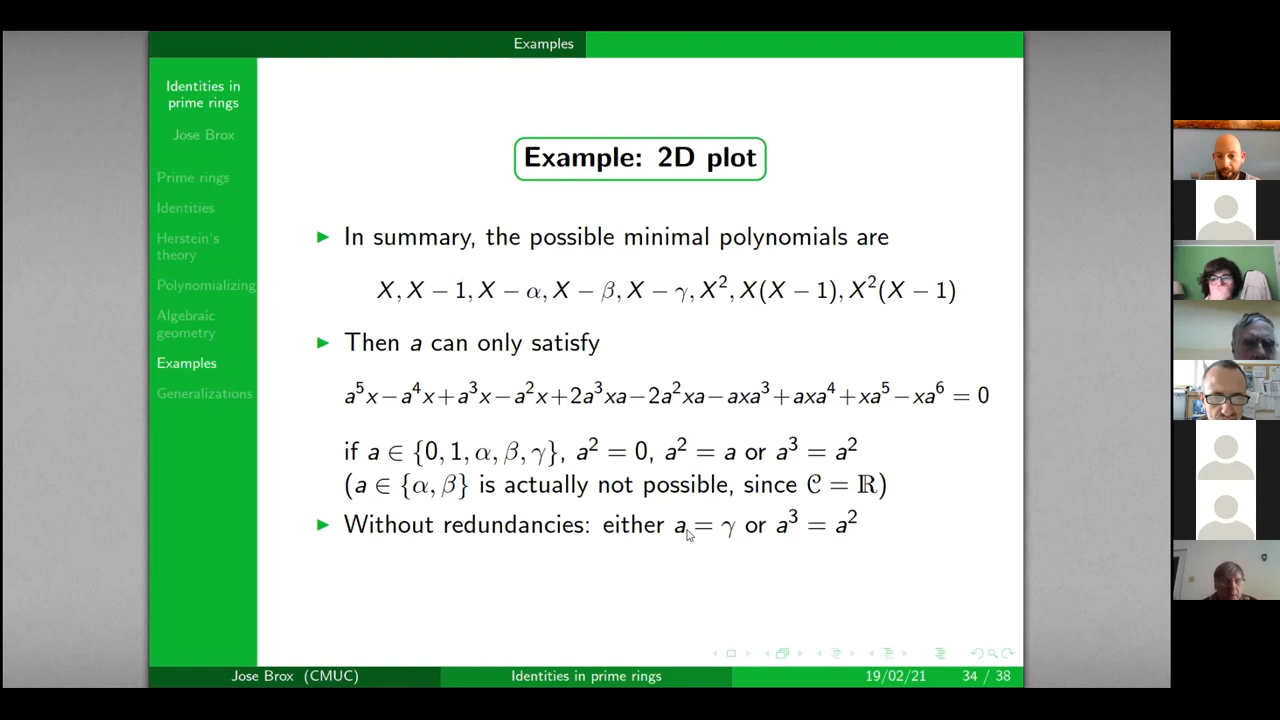 Examples
Identities in
prime rings
Jose Brox
Prime rings
Identities
Herstein's
theory
Polynomializing
Algebraic
geometry
Examples
Generalizations
Example: 2D plot
▶ In summary, the possible minimal polynomials are
X, X − 1, X − α, X − β, X − γ, X², X(X − 1), X²(X − 1)
▶ Then a can only satisfy
a⁵x−a⁴x+a³x−a²x+2a³xa−2a²xa−axa³+axa⁴+xa⁵−xa⁶ = 0
if a ∈ {0, 1, α, β, γ}, a² = 0, a² = a or a³ = a²
(a ∈ {α, β} is actually not possible, since 𝒞 = ℝ)
▶ Without redundancies: either a = γ or a³ = a²
Jose Brox (CMUC)
Identities in prime rings
19/02/21
34 / 38